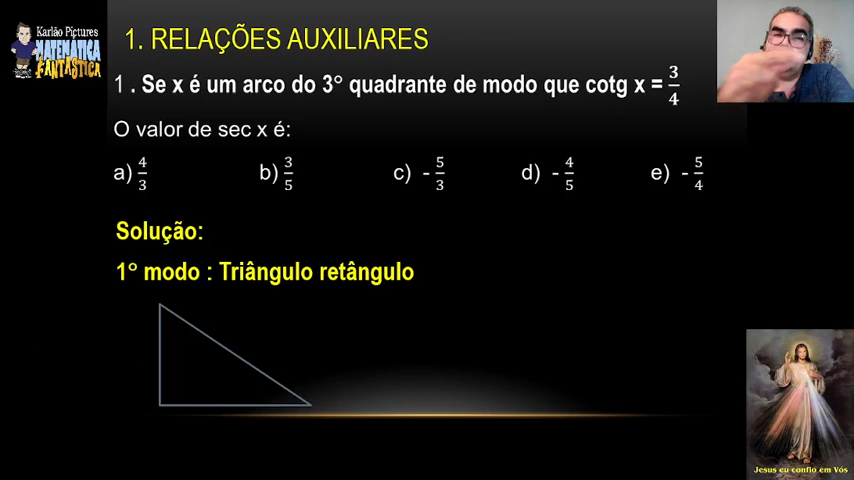 Karlão Pictures
MATEMÁTICA
FANTÁSTICA
1. RELAÇÕES AUXILIARES
1 . Se x é um arco do 3° quadrante de modo que cotg x = 3/4
O valor de sec x é:
a) 4/3 b) 3/5 c) - 5/3 d) - 4/5 e) - 5/4
Solução:
1° modo : Triângulo retângulo
Jesus eu confio em Vós